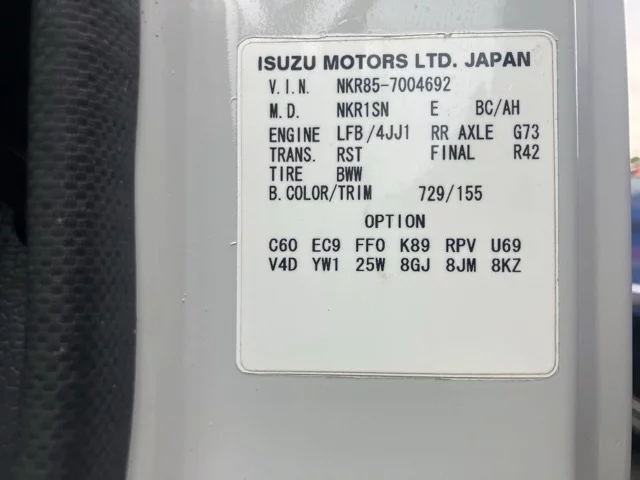 ISUZU MOTORS LTD. JAPAN
V.I.N. NKR85-7004692
M.D. NKR1SN E BC/AH
ENGINE LFB/4JJ1 RR AXLE G73
TRANS. RST FINAL R42
TIRE BWW
B.COLOR/TRIM 729/155
OPTION
C60 EC9 FF0 K89 RPV U69
V4D YW1 25W 8GJ 8JM 8KZ